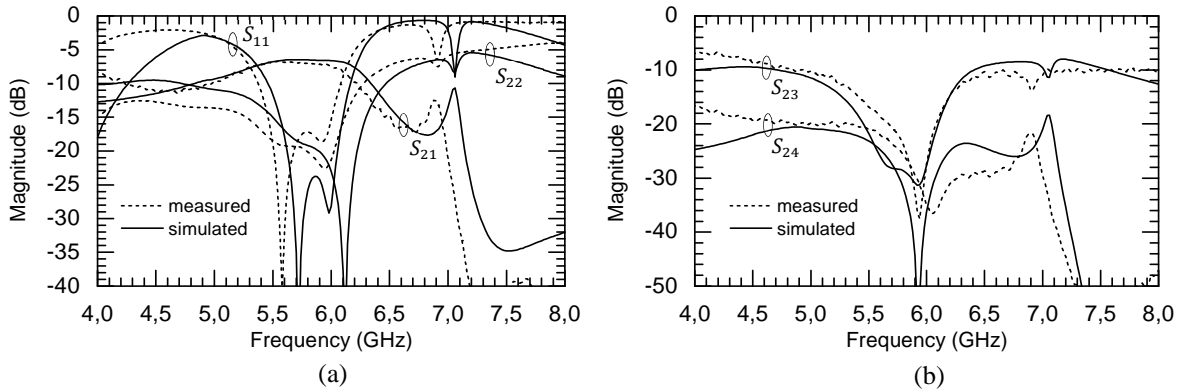 0
-5
-10
-15
-20
-25
-30
-35
-40
Magnitude (dB)
S11
S22
S21
measured
simulated
4,0 4,5 5,0 5,5 6,0 6,5 7,0 7,5 8,0
Frequency (GHz)
(a)
0
-10
-20
-30
-40
-50
Magnitude (dB)
S23
S24
measured
simulated
4,0 4,5 5,0 5,5 6,0 6,5 7,0 7,5 8,0
Frequency (GHz)
(b)